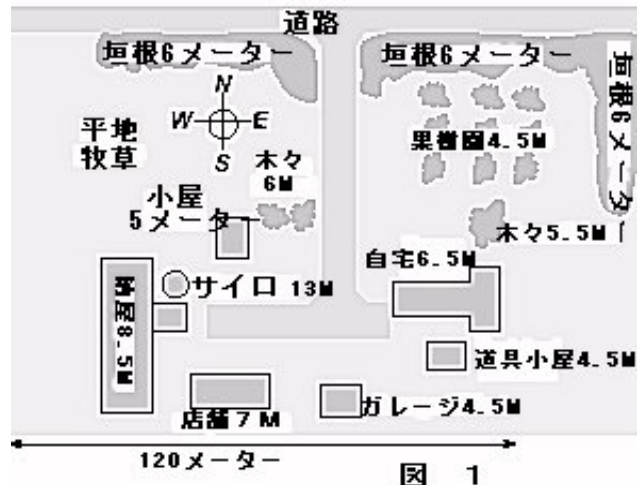 道路
垣根6メーター
垣根6メーター
垣根6メーター
N
W E
S
平地
牧草
木々
6M
果樹園4.5M
小屋
5メーター
木々5.5M
自宅6.5M
サイロ 13M
納屋8.5M
道具小屋4.5M
店舗7M
ガレージ4.5M
120メーター
図 1